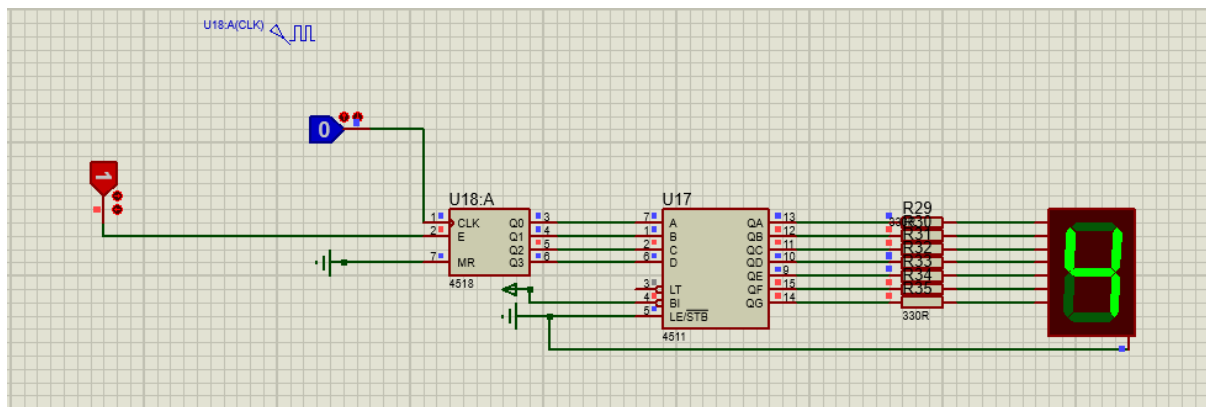 U18:A(CLK)
0
1
U18:A
1 CLK Q0 3
2 E Q1 4
Q2 5
7 MR Q3 6
4518
U17
7 A QA 13
1 B QB 12
2 C QC 11
6 D QD 10
QE 9
3 LT QF 15
4 BI QG 14
5 LE/STB
4511
R29
R30
R31
R32
R33
R34
R35
330R
4